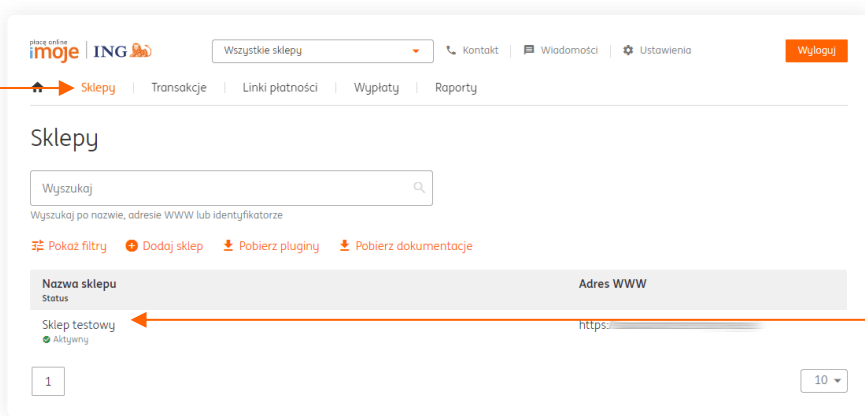 płacę online
imoje | ING
Wszystkie sklepy
Kontakt
Wiadomości
Ustawienia
Wyloguj
Sklepy
Transakcje
Linki płatności
Wypłaty
Raporty
Sklepy
Wyszukaj
Wyszukaj po nazwie, adresie WWW lub identyfikatorze
Pokaż filtry
Dodaj sklep
Pobierz pluginy
Pobierz dokumentacje
Nazwa sklepu
Status
Adres WWW
Sklep testowy
Aktywny
https:
1
10